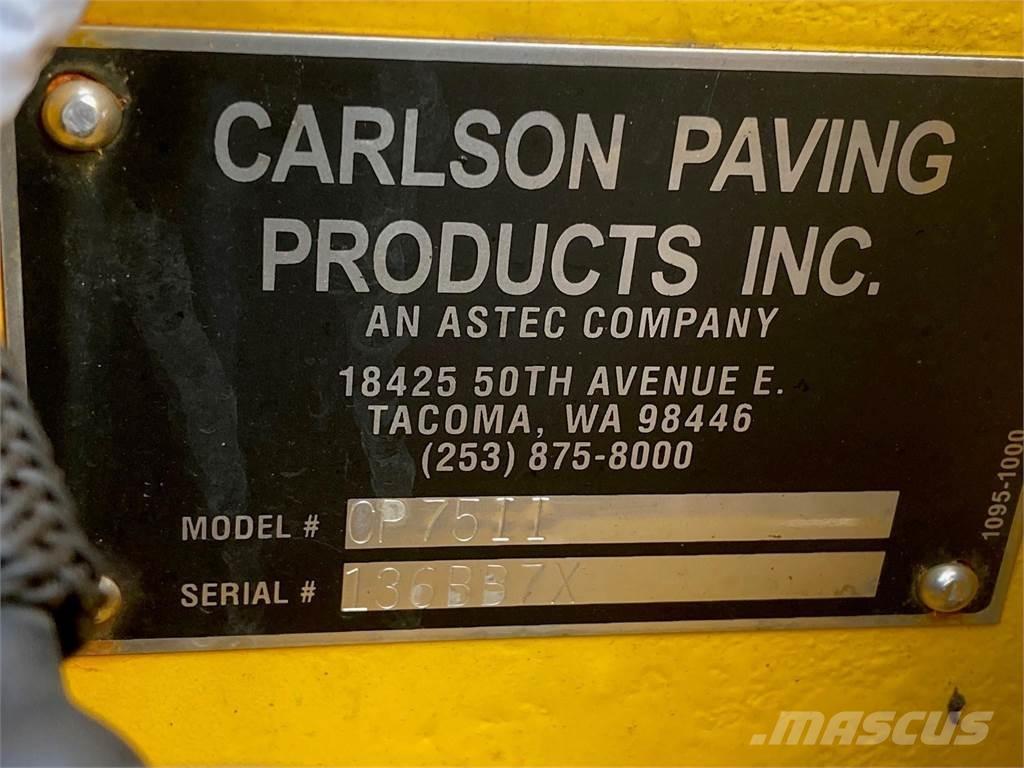 CARLSON PAVING
PRODUCTS INC.
AN ASTEC COMPANY
18425 50TH AVENUE E.
TACOMA, WA 98446
(253) 875-8000
MODEL # CP75II
SERIAL # 136BB7X
1095-1000
MASCUS